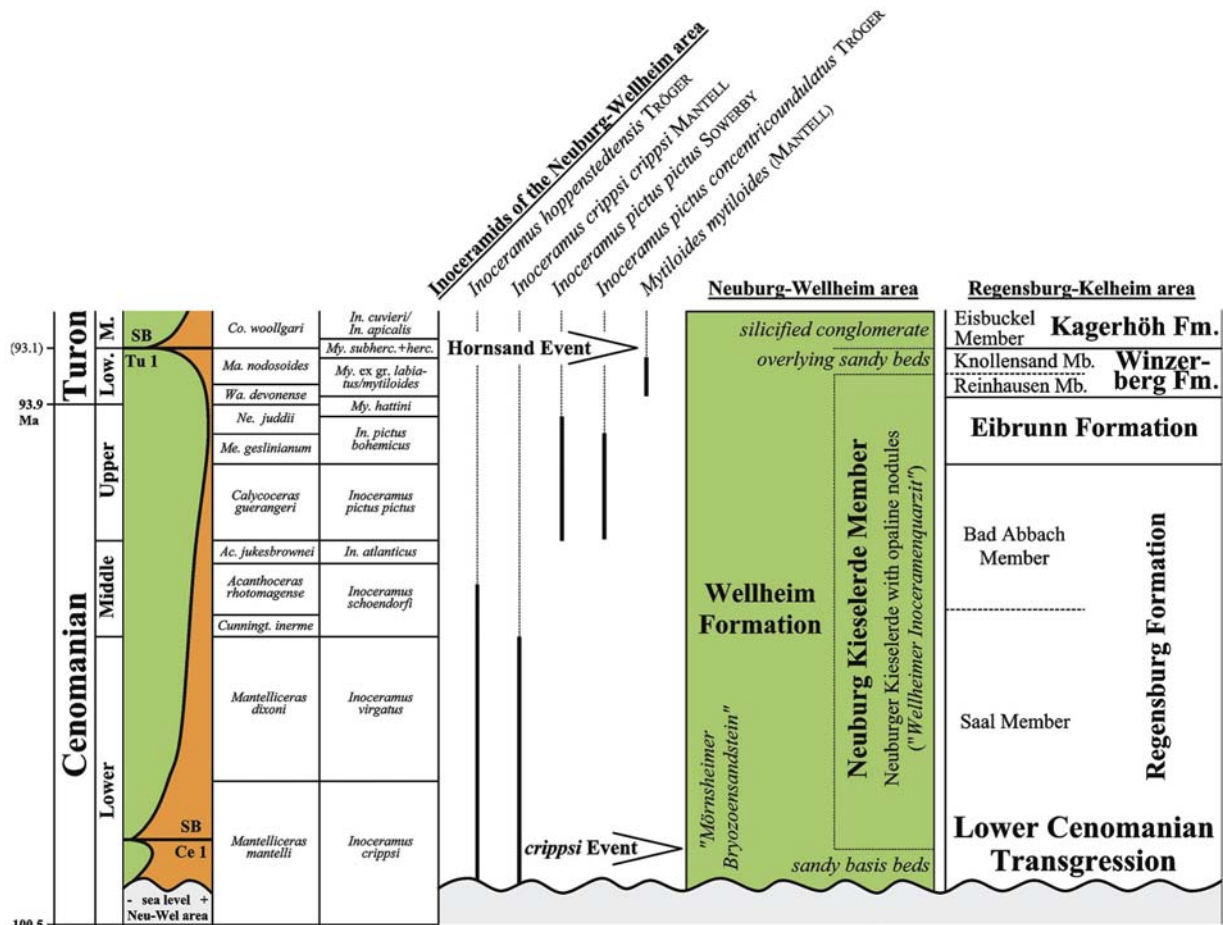 Inoceramids of the Neuburg-Wellheim area
Inoceramus hoppenstedtensis TRÖGER
Inoceramus crippsi crippsi MANTELL
Inoceramus pictus pictus SOWERBY
Inoceramus pictus concentricoundulatus TRÖGER
Mytiloides mytiloides (MANTELL)
Neuburg-Wellheim area
Regensburg-Kelheim area
(93.1)
93.9
Ma
100.5
Turon
Cenomanian
M.
Low.
Upper
Middle
Lower
SB
Tu 1
SB
Ce 1
- sea level +
Neu-Wel area
Co. woollgari
Ma. nodosoides
Wa. devonense
Ne. juddii
Me. geslinianum
Calycoceras
guerangeri
Ac. jukesbrownei
Acanthoceras
rhotomagense
Cunningt. inerme
Mantelliceras
dixoni
Mantelliceras
mantelli
In. cuvieri/
In. apicalis
My. subherc.+herc.
My. ex gr. labia-
tus/mytiloides
My. hattini
In. pictus
bohemicus
Inoceramus
pictus pictus
In. atlanticus
Inoceramus
schoendorfi
Inoceramus
virgatus
Inoceramus
crippsi
Hornsand Event
crippsi Event
silicified conglomerate
overlying sandy beds
Wellheim
Formation
Neuburg Kieselerde Member
Neuburger Kieselerde with opaline nodules
("Wellheimer Inoceramenquarzit")
"Mörnsheimer
Bryozoensandstein"
sandy basis beds
Eisbuckel
Member
Kagerhöh Fm.
Knollensand Mb.
Reinhausen Mb.
Winzer-
berg Fm.
Eibrunn Formation
Bad Abbach
Member
Saal Member
Regensburg Formation
Lower Cenomanian
Transgression